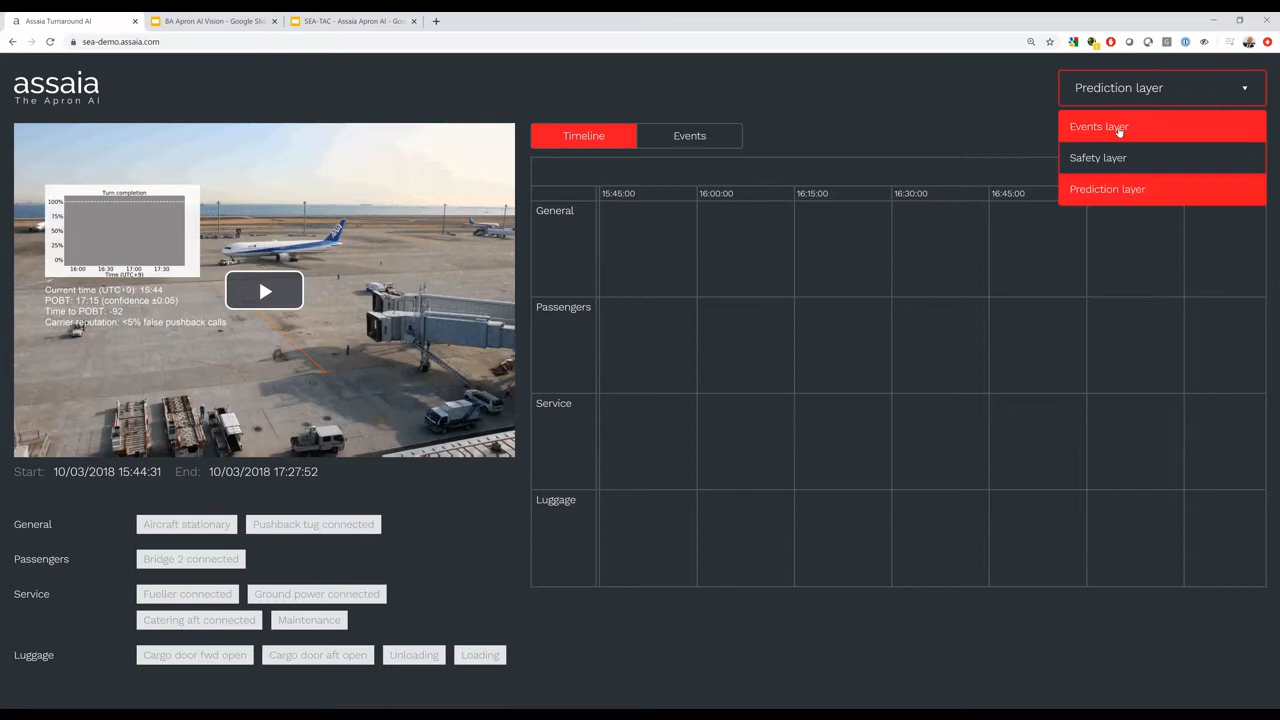 Assaia Turnaround AI
BA Apron AI Vision - Google Slid
SEA-TAC - Assaia Apron AI - Goo
sea-demo.assaia.com
assaia
The Apron AI
Prediction layer
Events layer
Safety layer
Prediction layer
Timeline
Events
15:45:00 16:00:00 16:15:00 16:30:00 16:45:00
General
Passengers
Service
Luggage
Turn completion
100%
75%
50%
25%
0%
16:00 16:30 17:00 17:30
Time (UTC+9)
Current time (UTC+9): 15:44
POBT: 17:15 (confidence ±0:05)
Time to POBT: -92
Carrier reputation: <5% false pushback calls
Start: 10/03/2018 15:44:31 End: 10/03/2018 17:27:52
General Aircraft stationary Pushback tug connected
Passengers Bridge 2 connected
Service Fueller connected Ground power connected
Catering aft connected Maintenance
Luggage Cargo door fwd open Cargo door aft open Unloading Loading